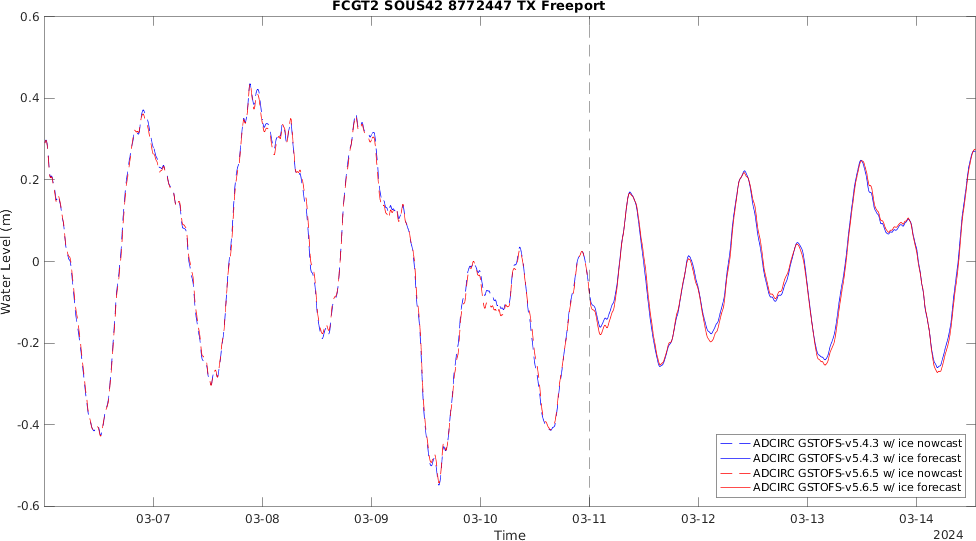 FCGT2 SOUS42 8772447 TX Freeport
0.6
0.4
0.2
0
-0.2
-0.4
-0.6
Water Level (m)
ADCIRC GSTOFS-v5.4.3 w/ ice nowcast
ADCIRC GSTOFS-v5.4.3 w/ ice forecast
ADCIRC GSTOFS-v5.6.5 w/ ice nowcast
ADCIRC GSTOFS-v5.6.5 w/ ice forecast
03-07 03-08 03-09 03-10 03-11 03-12 03-13 03-14
Time
2024